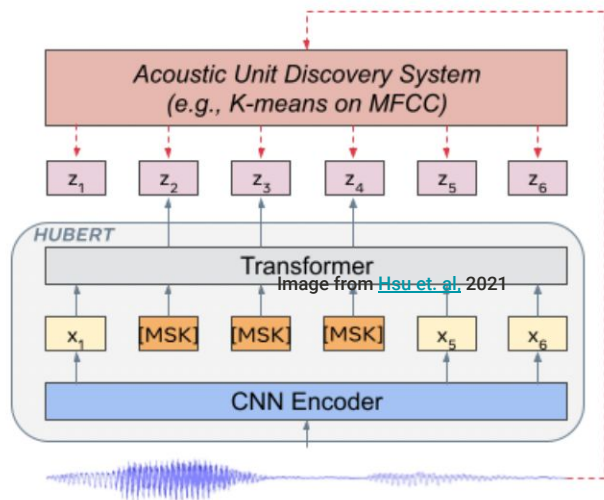 Acoustic Unit Discovery System
(e.g., K-means on MFCC)
z1 z2 z3 z4 z5 z6
HUBERT
Transformer
Image from Hsu et. al, 2021
x1 [MSK] [MSK] [MSK] x5 x6
CNN Encoder